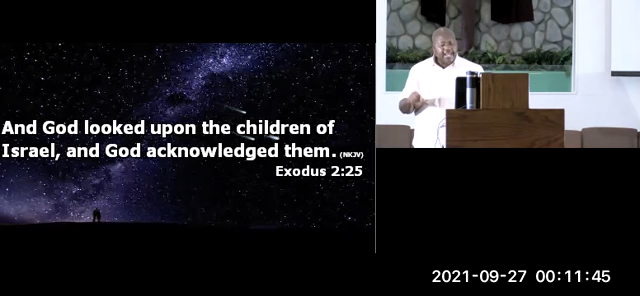 And God looked upon the children of
Israel, and God acknowledged them. (NKJV)
Exodus 2:25
2021-09-27 00:11:45